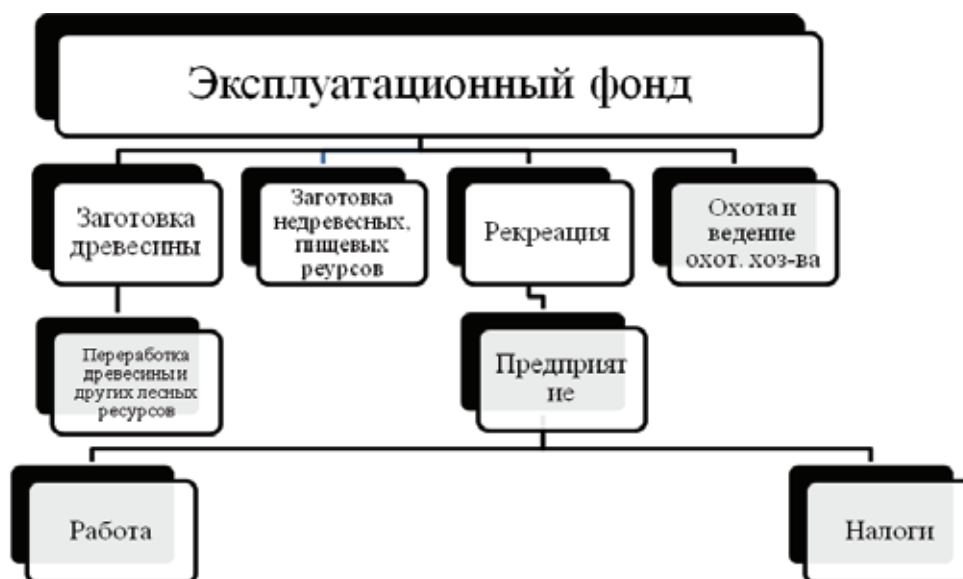 Эксплуатационный фонд
Заготовка
древесины
Заготовка
недревесных,
пищевых
реурсов
Рекреация
Охота и
ведение
охот. хоз-ва
Переработка
древесины и
других лесных
ресурсов
Предприят
ие
Работа
Налоги